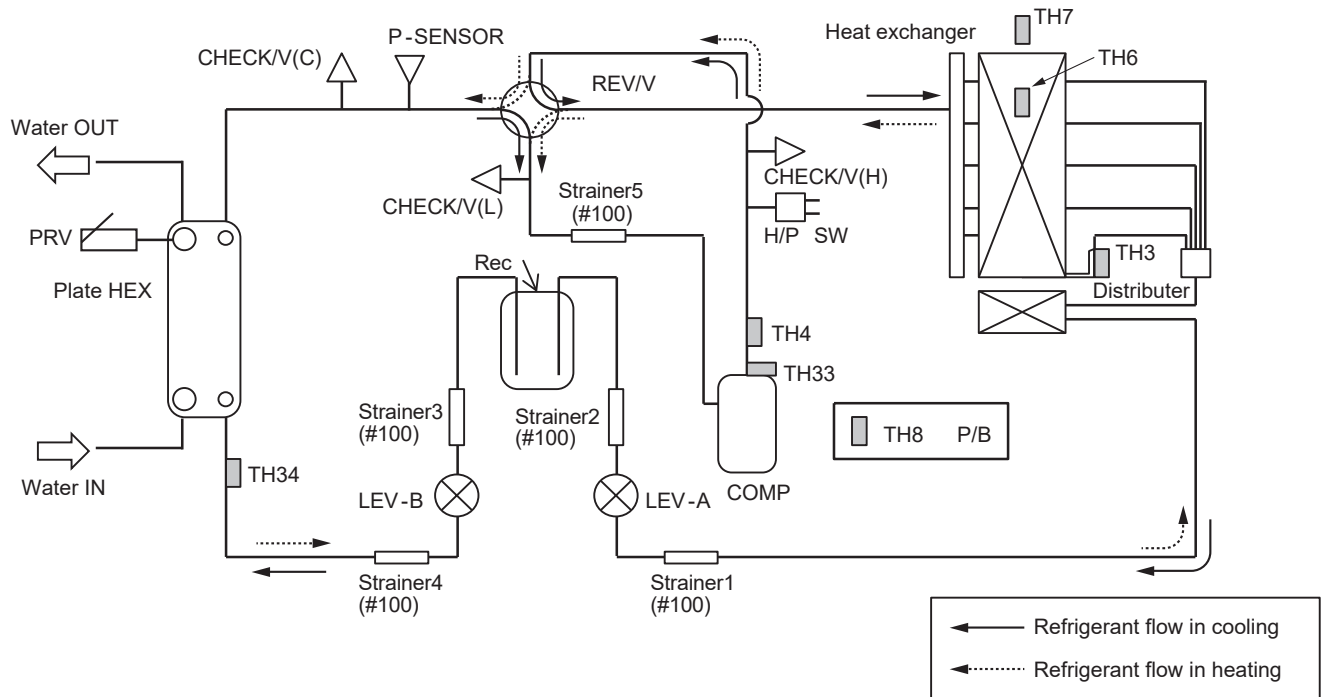 TH7
P-SENSOR
Heat exchanger
CHECK/V(C)
TH6
REV/V
Water OUT
CHECK/V(H)
CHECK/V(L)
Strainer5
(#100)
PRV
H/P SW
TH3
Rec
Plate HEX
Distributer
TH4
TH33
Strainer3
(#100)
Strainer2
(#100)
TH8 P/B
TH34
Water IN
LEV-B
LEV-A
COMP
Strainer4
(#100)
Strainer1
(#100)
Refrigerant flow in cooling
Refrigerant flow in heating